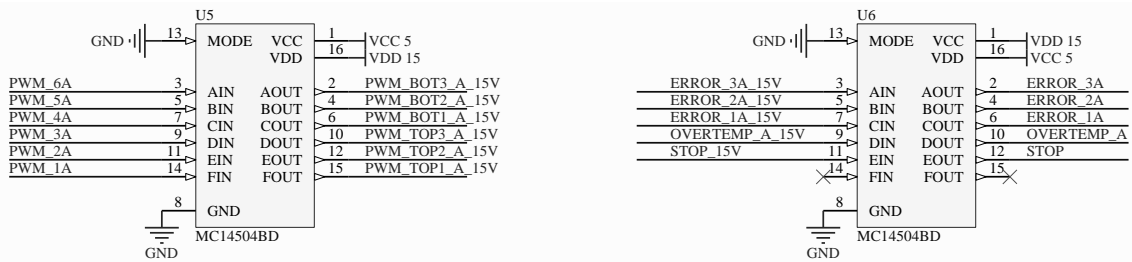 U5
GND 13 MODE VCC 1 VCC 5
VDD 16 VDD 15
PWM_6A 3 AIN AOUT 2 PWM_BOT3_A_15V
PWM_5A 5 BIN BOUT 4 PWM_BOT2_A_15V
PWM_4A 7 CIN COUT 6 PWM_BOT1_A_15V
PWM_3A 9 DIN DOUT 10 PWM_TOP3_A_15V
PWM_2A 11 EIN EOUT 12 PWM_TOP2_A_15V
PWM_1A 14 FIN FOUT 15 PWM_TOP1_A_15V
8 GND
GND
MC14504BD
U6
GND 13 MODE VCC 1 VDD 15
VDD 16 VCC 5
ERROR_3A_15V 3 AIN AOUT 2 ERROR_3A
ERROR_2A_15V 5 BIN BOUT 4 ERROR_2A
ERROR_1A_15V 7 CIN COUT 6 ERROR_1A
OVERTEMP_A_15V 9 DIN DOUT 10 OVERTEMP_A
STOP_15V 11 EIN EOUT 12 STOP
14 FIN FOUT 15
8 GND
GND
MC14504BD